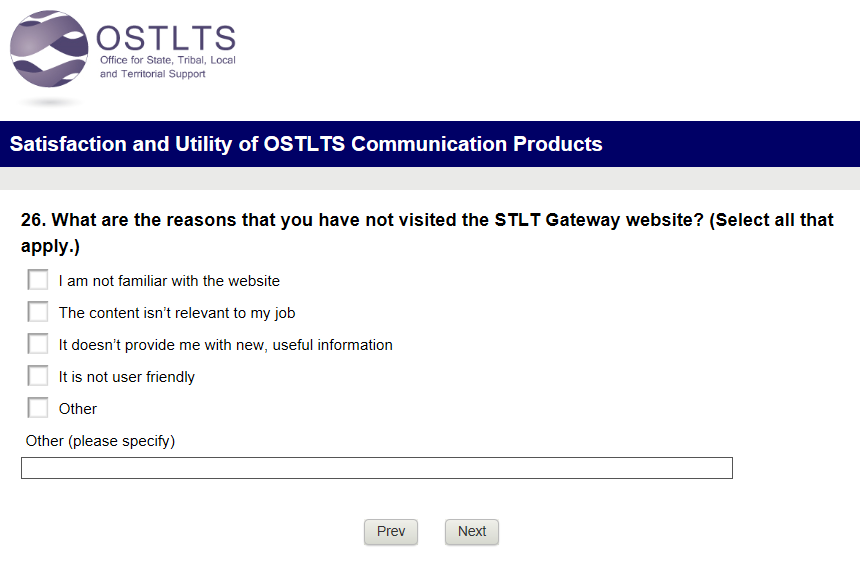 OSTLTS
Office for State, Tribal, Local
and Territorial Support
Satisfaction and Utility of OSTLTS Communication Products
26. What are the reasons that you have not visited the STLT Gateway website? (Select all that
apply.)
I am not familiar with the website
The content isn’t relevant to my job
It doesn’t provide me with new, useful information
It is not user friendly
Other
Other (please specify)
Prev Next